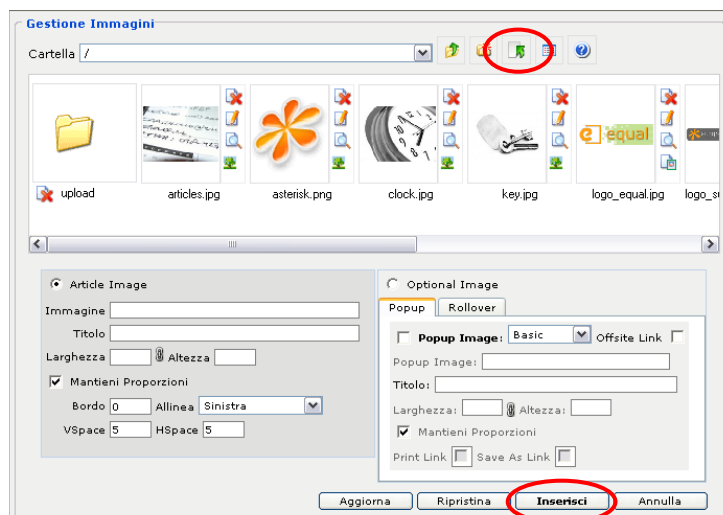 Gestione Immagini
Cartella /
equal
upload articles.jpg asterisk.png clock.jpg key.jpg logo_equal.jpg logo_s
Article Image
Immagine
Titolo
Larghezza Altezza
Mantieni Proporzioni
Bordo 0 Allinea Sinistra
VSpace 5 HSpace 5
Optional Image
Popup Rollover
Popup Image: Basic Offsite Link
Popup Image:
Titolo:
Larghezza: Altezza:
Mantieni Proporzioni
Print Link Save As Link
Aggiorna Ripristina Inserisci Annulla